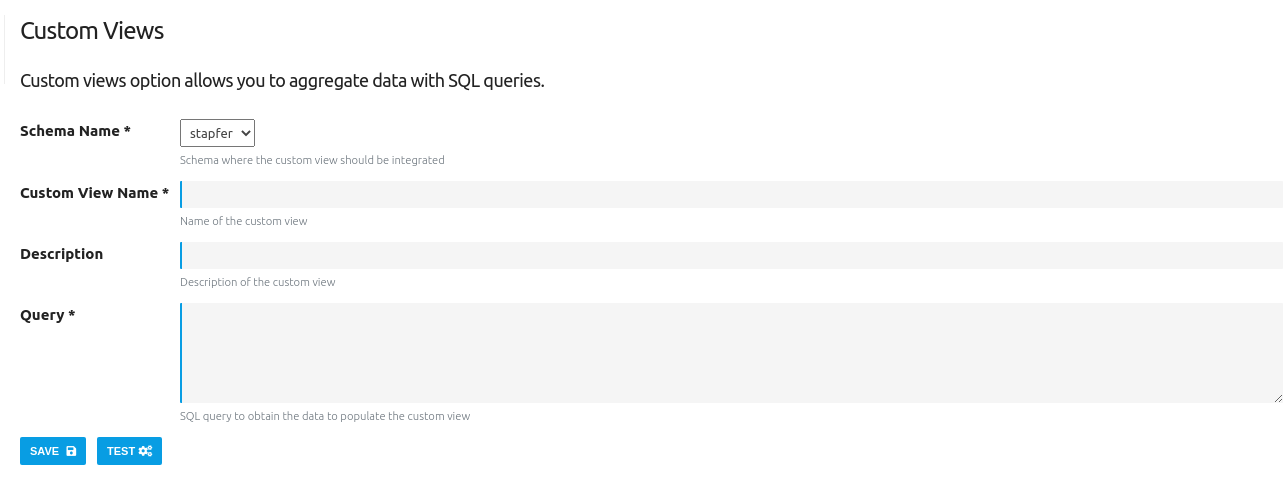 Custom Views
Custom views option allows you to aggregate data with SQL queries.
Schema Name *
stapfer
Schema where the custom view should be integrated
Custom View Name *
Name of the custom view
Description
Description of the custom view
Query *
SQL query to obtain the data to populate the custom view
SAVE TEST